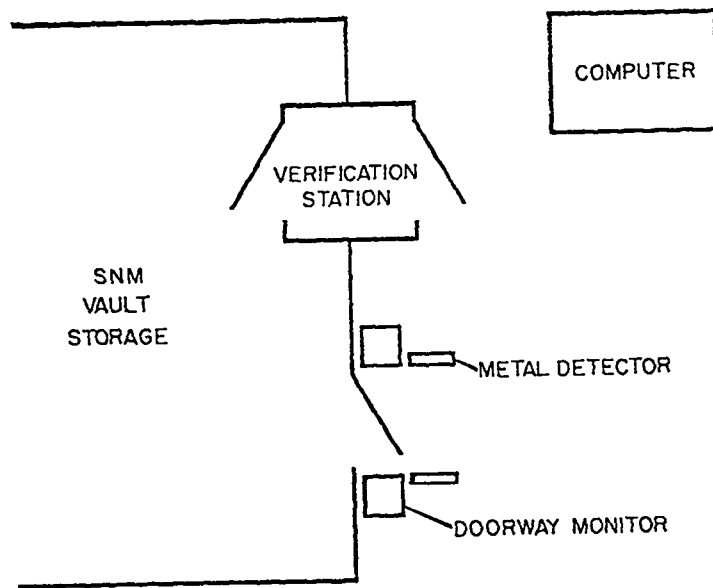 COMPUTER
VERIFICATION
STATION
SNM
VAULT
STORAGE
METAL DETECTOR
DOORWAY MONITOR